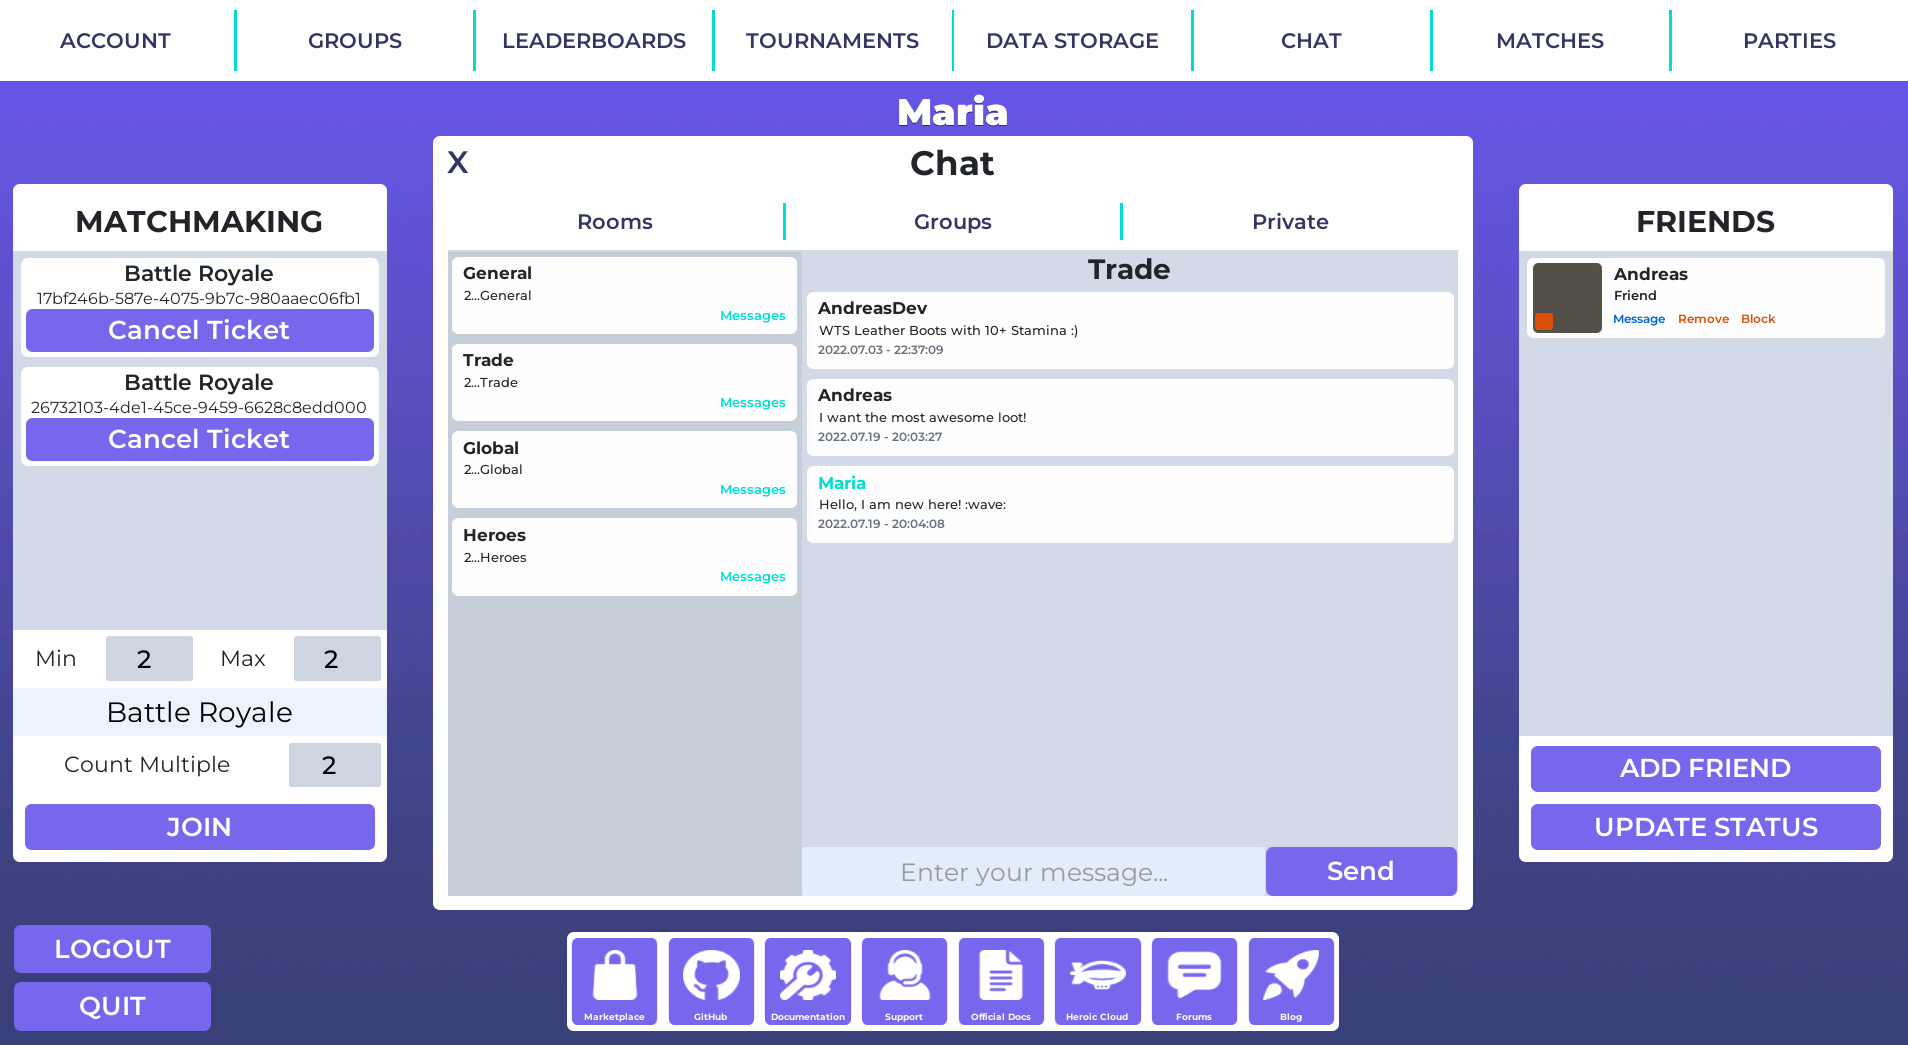 ACCOUNT
GROUPS
LEADERBOARDS
TOURNAMENTS
DATA STORAGE
CHAT
MATCHES
PARTIES
Maria
MATCHMAKING
Battle Royale
17bf246b-587e-4075-9b7c-980aaec06fb1
Cancel Ticket
Battle Royale
26732103-4de1-45ce-9459-6628c8edd000
Cancel Ticket
Min
2
Max
2
Battle Royale
Count Multiple
2
JOIN
LOGOUT
QUIT
X
Chat
Rooms
Groups
Private
General
2...General
Messages
Trade
2...Trade
Messages
Global
2...Global
Messages
Heroes
2...Heroes
Messages
Trade
AndreasDev
WTS Leather Boots with 10+ Stamina :)
2022.07.03 - 22:37:09
Andreas
I want the most awesome loot!
2022.07.19 - 20:03:27
Maria
Hello, I am new here! :wave:
2022.07.19 - 20:04:08
Enter your message...
Send
FRIENDS
Andreas
Friend
Message Remove Block
ADD FRIEND
UPDATE STATUS
Marketplace
GitHub
Documentation
Support
Official Docs
Heroic Cloud
Forums
Blog